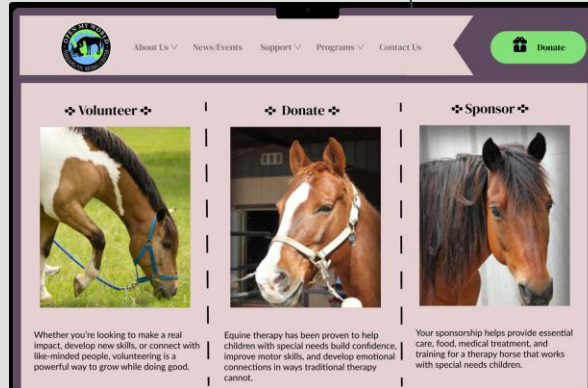 OPEN MY WORLD
About Us
News/Events
Support
Programs
Contact Us
Donate
Volunteer
Donate
Sponsor
Whether you're looking to make a real
impact, develop new skills, or connect with
like-minded people, volunteering is a
powerful way to grow while doing good.
Equine therapy has been proven to help
children with special needs build confidence,
improve motor skills, and develop emotional
connections in ways traditional therapy
cannot.
Your sponsorship helps provide essential
care, food, medical treatment, and
training for a therapy horse that works
with special needs children.